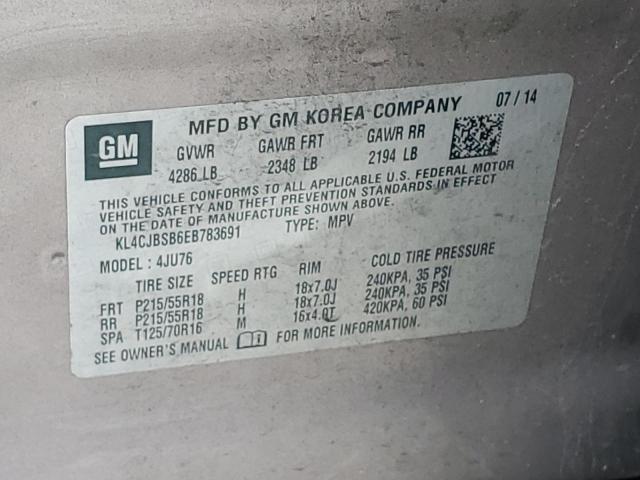 GM MFD BY GM KOREA COMPANY 07 / 14
GVWR GAWR FRT GAWR RR
4286 LB 2348 LB 2194 LB
THIS VEHICLE CONFORMS TO ALL APPLICABLE U.S. FEDERAL MOTOR
VEHICLE SAFETY AND THEFT PREVENTION STANDARDS IN EFFECT
ON THE DATE OF MANUFACTURE SHOWN ABOVE.
KL4CJBSB6EB783691 TYPE: MPV
MODEL : 4JU76
TIRE SIZE SPEED RTG RIM COLD TIRE PRESSURE
FRT P215/55R18 H 18x7.0J 240KPA, 35 PSI
RR P215/55R18 H 18x7.0J 240KPA, 35 PSI
SPA T125/70R16 M 16x4.0T 420KPA, 60 PSI
SEE OWNER'S MANUAL FOR MORE INFORMATION.